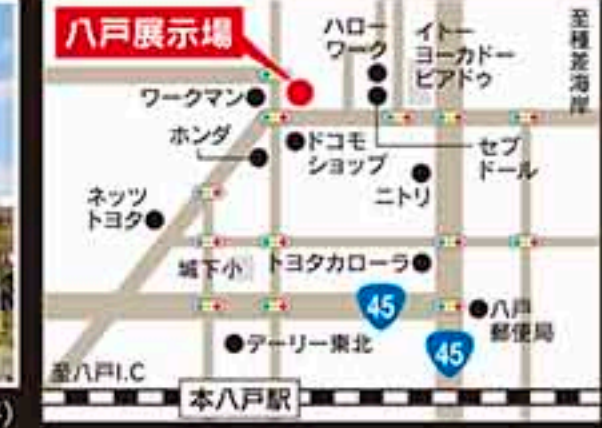 八戸展示場
ハロー
ワーク
イトー
ヨーカドー
ピアドゥ
至種差海岸
ワークマン
ホンダ
ドコモ
ショップ
セブ
ドール
ニトリ
ネッツ
トヨタ
城下小
トヨタカローラ
45
八戸
郵便局
45
デーリー東北
至八戸I.C
本八戸駅